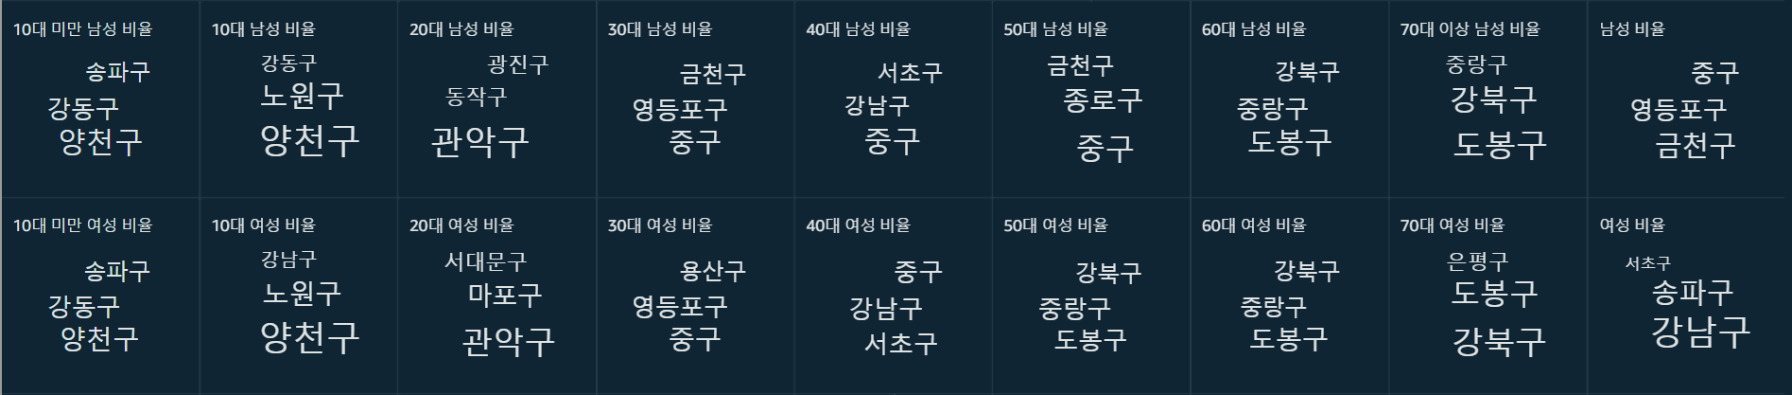 10대 미만 남성 비율
송파구
강동구
양천구
10대 남성 비율
강동구
노원구
양천구
20대 남성 비율
광진구
동작구
관악구
30대 남성 비율
금천구
영등포구
중구
40대 남성 비율
서초구
강남구
중구
50대 남성 비율
금천구
종로구
중구
60대 남성 비율
강북구
중랑구
도봉구
70대 이상 남성 비율
중랑구
강북구
도봉구
남성 비율
중구
영등포구
금천구
10대 미만 여성 비율
송파구
강동구
양천구
10대 여성 비율
강남구
노원구
양천구
20대 여성 비율
서대문구
마포구
관악구
30대 여성 비율
용산구
영등포구
중구
40대 여성 비율
중구
강남구
서초구
50대 여성 비율
강북구
중랑구
도봉구
60대 여성 비율
강북구
중랑구
도봉구
70대 여성 비율
은평구
도봉구
강북구
여성 비율
서초구
송파구
강남구